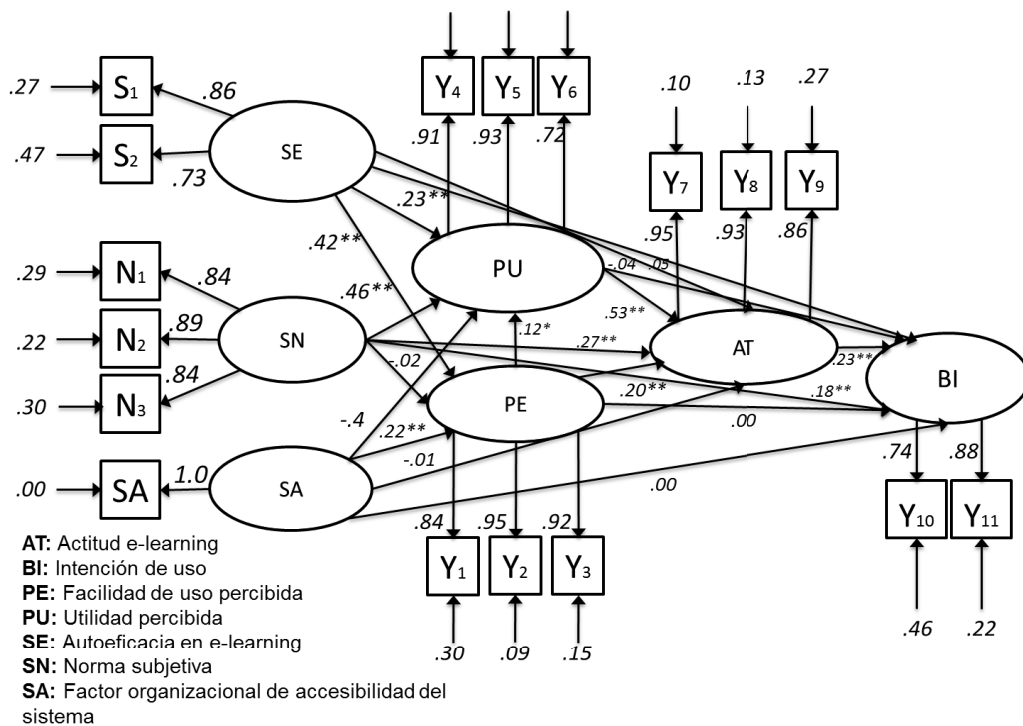 Y4 Y5 Y6
.91 .93 .72
.27 S1 .86
.47 S2 .73
SE
.10 .13 .27
Y7 Y8 Y9
.95 .93 .86
.23**
.42**
PU
-.04 .05
.29 N1 .84
.22 N2 .89
.30 N3 .84
SN
.46**
.53**
.12*
.27**
-.02
AT
.23**
BI
PE
.20**
.18**
-.4
.22**
.00
-.01
.00 SA 1.0
SA
.00
.74 .88
Y10 Y11
.46 .22
.84 .95 .92
Y1 Y2 Y3
.30 .09 .15
AT: Actitud e-learning
BI: Intención de uso
PE: Facilidad de uso percibida
PU: Utilidad percibida
SE: Autoeficacia en e-learning
SN: Norma subjetiva
SA: Factor organizacional de accesibilidad del
sistema